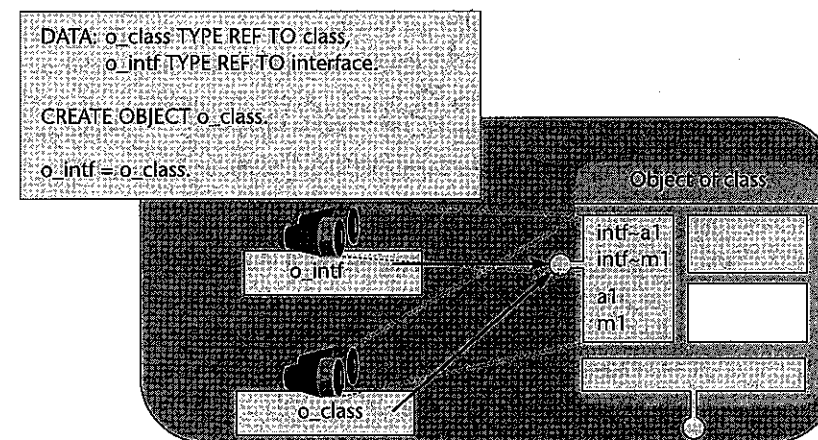 DATA: o_class TYPE REF TO class,
o_intf TYPE REF TO interface.
CREATE OBJECT o_class.
o_intf = o_class.
Object of class
intf~a1
intf~m1
a1
m1
o_intf
o_class